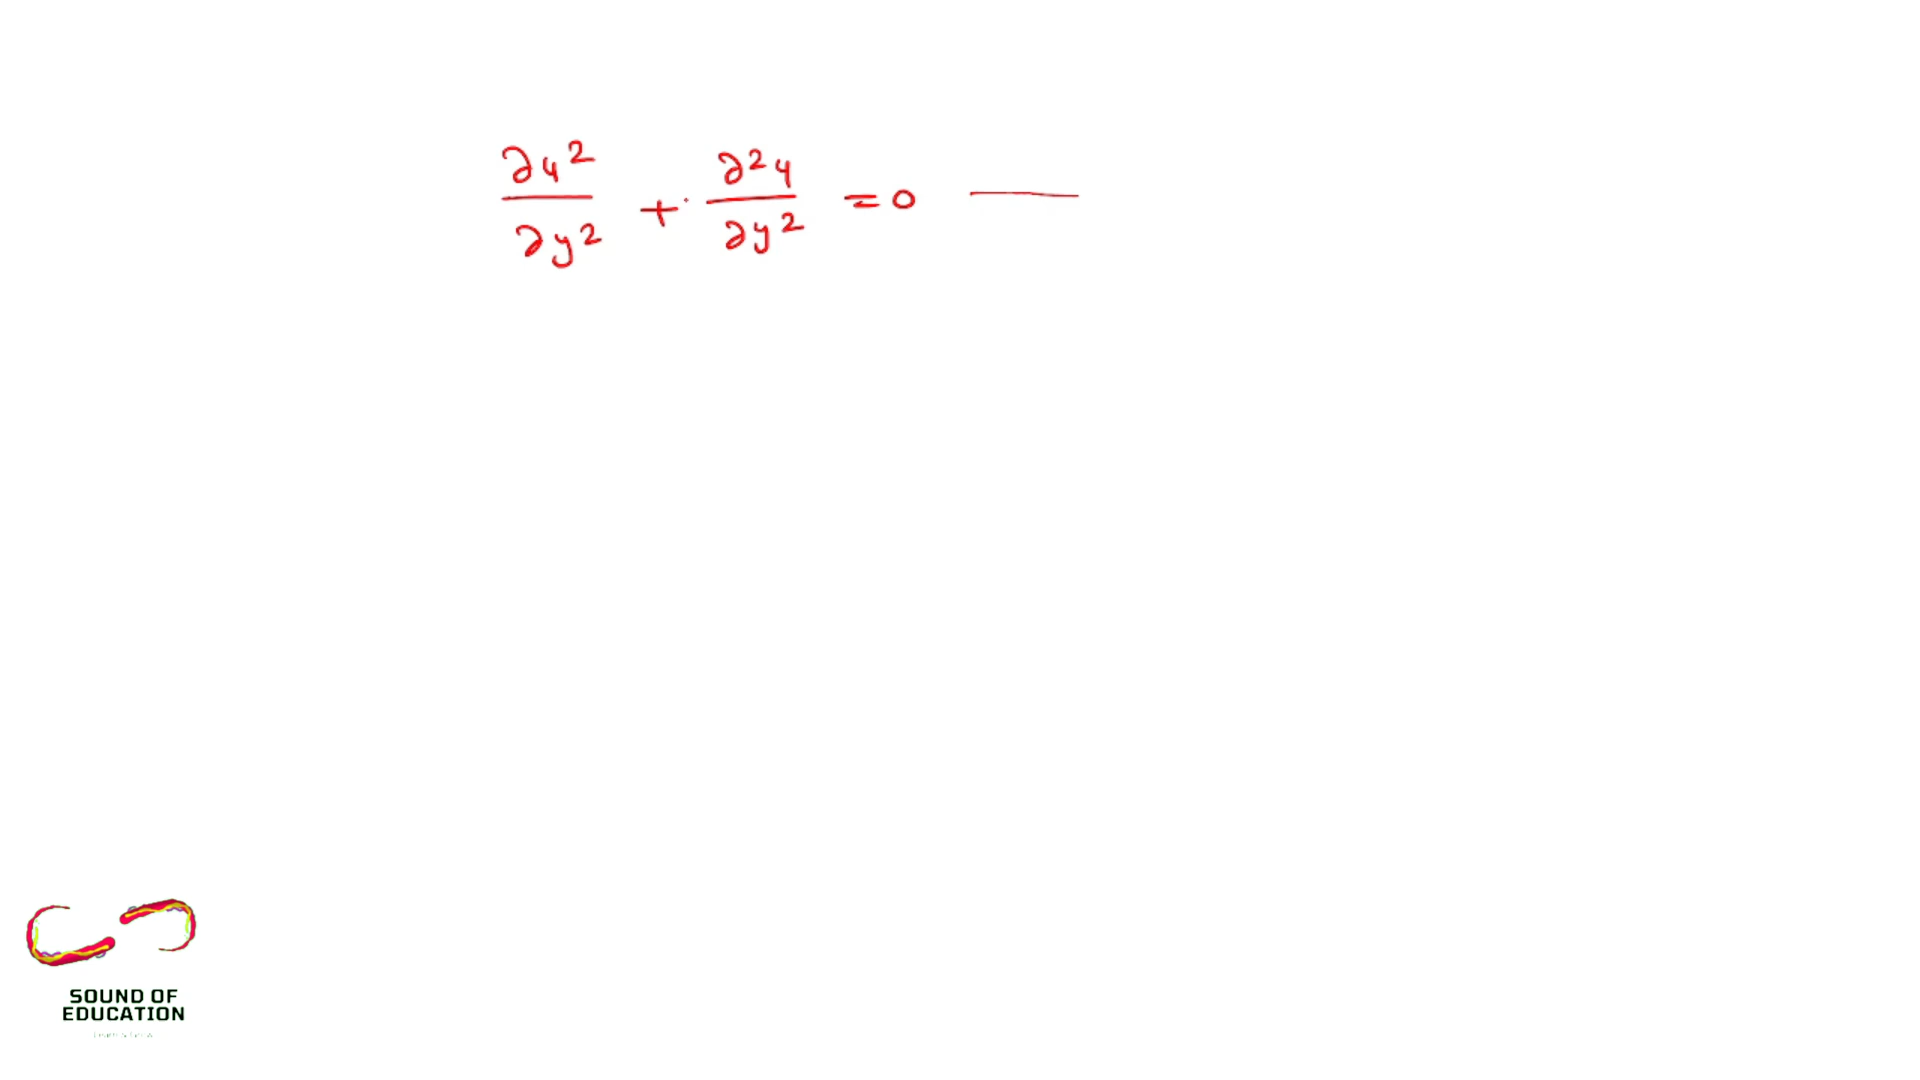 ∂u²/∂y² + ∂²u/∂y² = 0 —
SOUND OF
EDUCATION